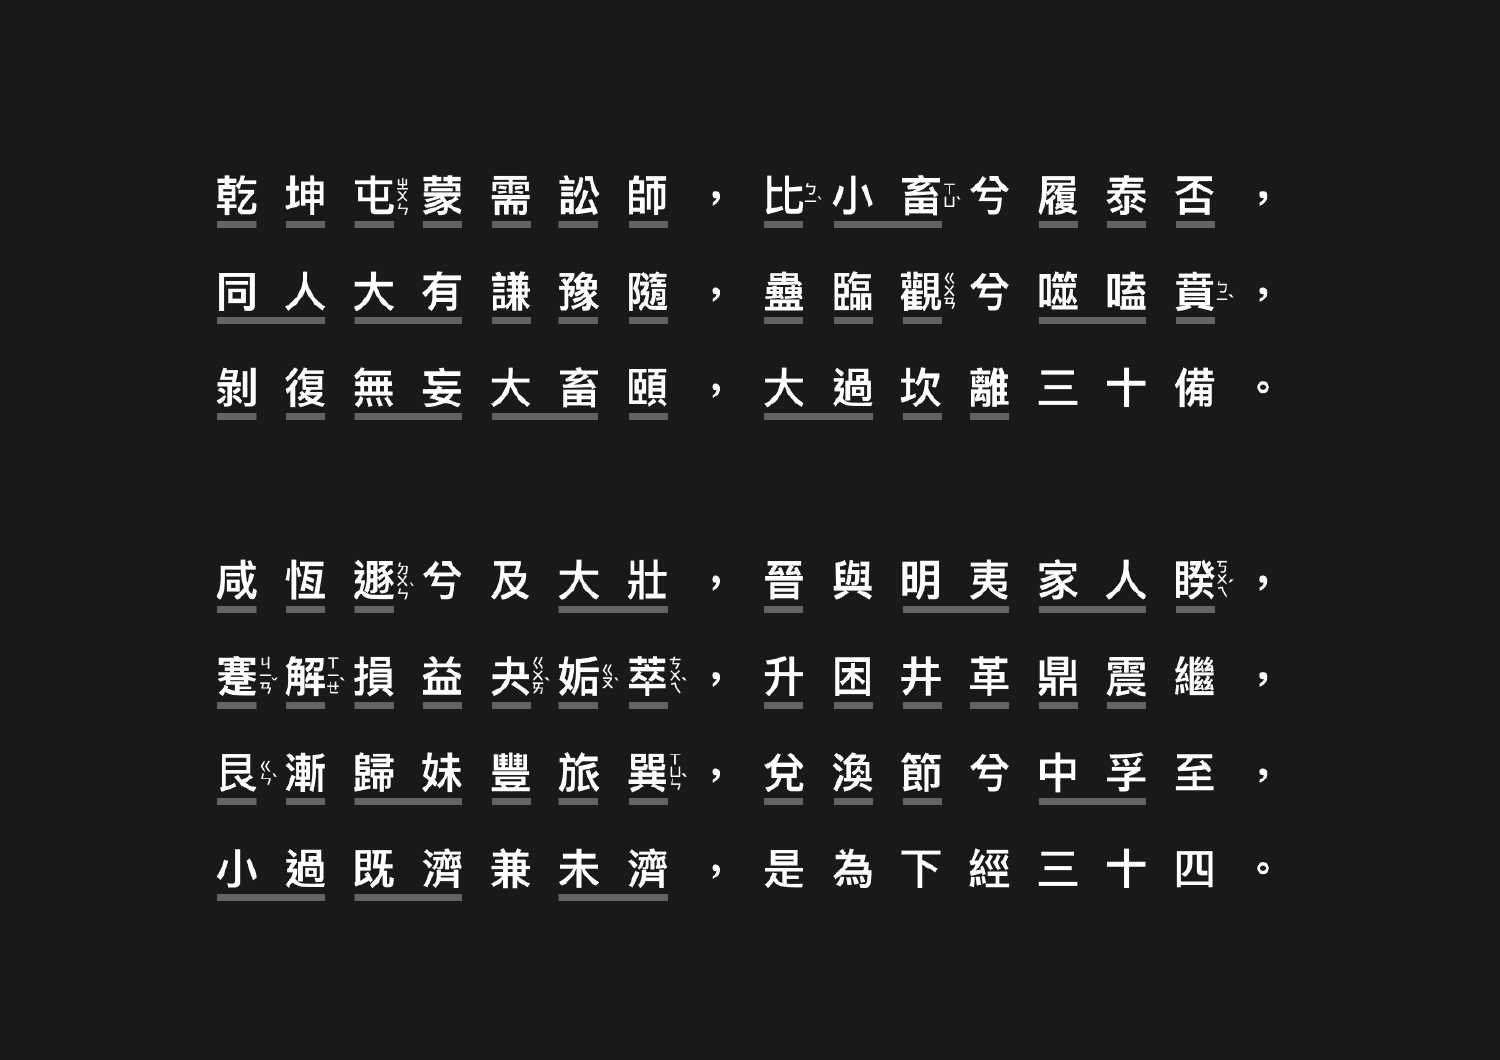 乾坤屯ㄓㄨㄣ蒙需訟師，比ㄅㄧˋ小畜ㄒㄩˋ兮履泰否，
同人大有謙豫隨，蠱臨觀ㄍㄨㄢ兮噬嗑賁ㄅㄧˋ，
剝復無妄大畜頤，大過坎離三十備。
咸恆遯ㄉㄨㄣˋ兮及大壯，晉與明夷家人睽ㄎㄨㄟˊ，
蹇ㄐㄧㄢˇ解ㄒㄧㄝˋ損益夬ㄍㄨㄞˋ姤ㄍㄡˋ萃ㄘㄨㄟˋ，升困井革鼎震繼，
艮ㄍㄣˋ漸歸妹豐旅巽ㄒㄩㄣˋ，兌渙節兮中孚至，
小過既濟兼未濟，是為下經三十四。